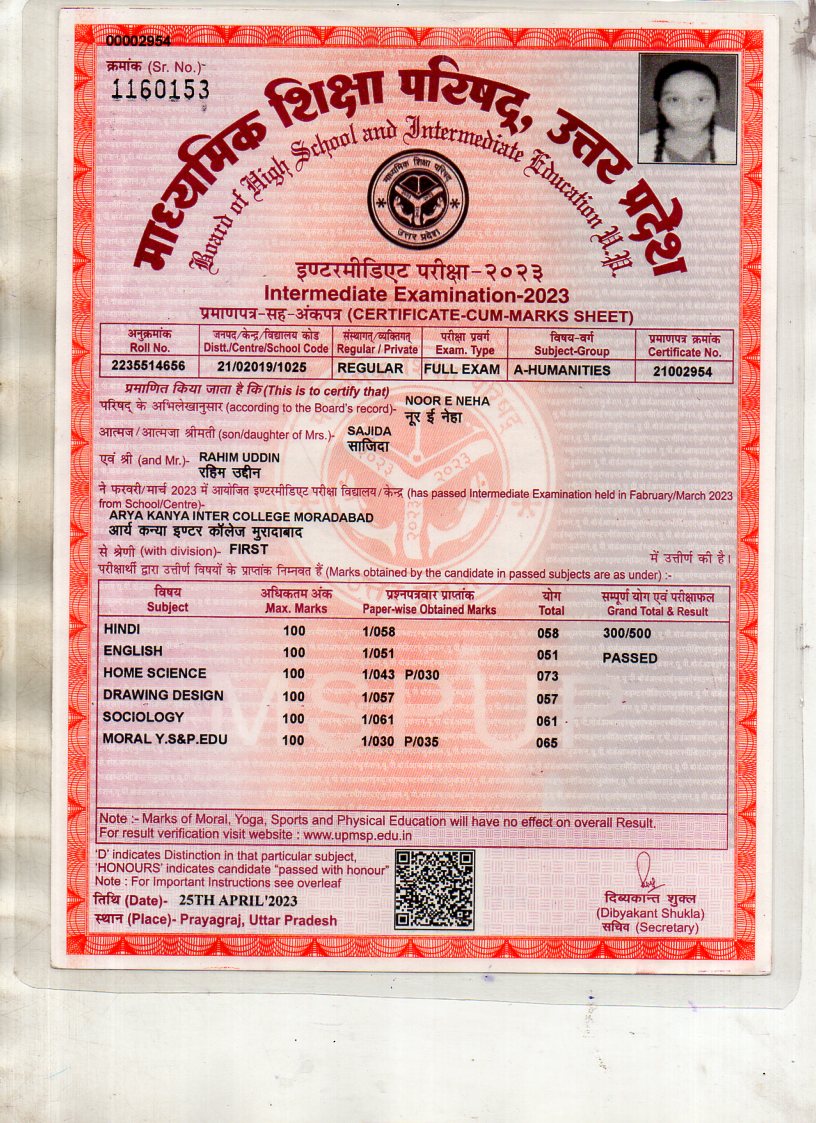 00002954
क्रमांक (Sr. No.)-
1160153
माध्यमिक शिक्षा परिषद्, उत्तर प्रदेश
Board of High School and Intermediate Education U.P.
माध्यमिक शिक्षा परिषद
उत्तर प्रदेश
इण्टरमीडिएट परीक्षा-२०२३
Intermediate Examination-2023
प्रमाणपत्र-सह-अंकपत्र (CERTIFICATE-CUM-MARKS SHEET)
अनुक्रमांक जनपद/केन्द्र/विद्यालय कोड संस्थागत/व्यक्तिगत परीक्षा प्रवर्ग विषय-वर्ग प्रमाणपत्र क्रमांक
Roll No. Distt./Centre/School Code Regular / Private Exam. Type Subject-Group Certificate No.
2235514656 21/02019/1025 REGULAR FULL EXAM A-HUMANITIES 21002954
प्रमाणित किया जाता है कि (This is to certify that)
परिषद् के अभिलेखानुसार (according to the Board's record)- NOOR E NEHA
नूर ई नेहा
आत्मज/आत्मजा श्रीमती (son/daughter of Mrs.)- SAJIDA
साजिदा
एवं श्री (and Mr.)- RAHIM UDDIN
रहिम उद्दीन
ने फरवरी/मार्च 2023 में आयोजित इण्टरमीडिएट परीक्षा विद्यालय/केन्द्र (has passed Intermediate Examination held in Fabruary/March 2023
from School/Centre)-
ARYA KANYA INTER COLLEGE MORADABAD
आर्य कन्या इण्टर कॉलेज मुरादाबाद
से श्रेणी (with division)- FIRST में उत्तीर्ण की है।
परीक्षार्थी द्वारा उत्तीर्ण विषयों के प्राप्तांक निम्नवत हैं (Marks obtained by the candidate in passed subjects are as under) :-
विषय अधिकतम अंक प्रश्नपत्रवार प्राप्तांक योग सम्पूर्ण योग एवं परीक्षाफल
Subject Max. Marks Paper-wise Obtained Marks Total Grand Total & Result
HINDI 100 1/058 058 300/500
ENGLISH 100 1/051 051 PASSED
HOME SCIENCE 100 1/043 P/030 073
DRAWING DESIGN 100 1/057 057
SOCIOLOGY 100 1/061 061
MORAL Y.S&P.EDU 100 1/030 P/035 065
MSPUP
Note :- Marks of Moral, Yoga, Sports and Physical Education will have no effect on overall Result.
For result verification visit website : www.upmsp.edu.in
'D' indicates Distinction in that particular subject,
'HONOURS' indicates candidate "passed with honour"
Note : For Important Instructions see overleaf
तिथि (Date)- 25TH APRIL'2023
स्थान (Place)- Prayagraj, Uttar Pradesh
दिब्यकान्त शुक्ल
(Dibyakant Shukla)
सचिव (Secretary)